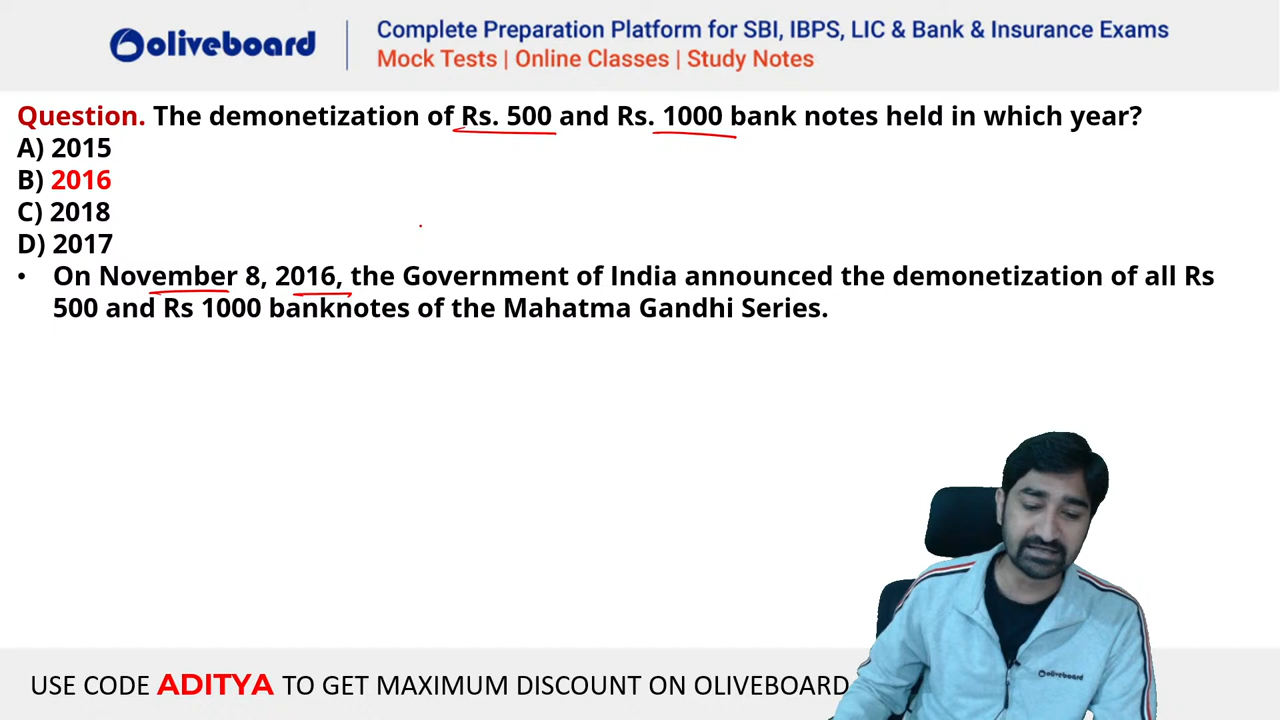 oliveboard
Complete Preparation Platform for SBI, IBPS, LIC & Bank & Insurance Exams
Mock Tests | Online Classes | Study Notes
Question. The demonetization of Rs. 500 and Rs. 1000 bank notes held in which year?
A) 2015
B) 2016
C) 2018
D) 2017
• On November 8, 2016, the Government of India announced the demonetization of all Rs
500 and Rs 1000 banknotes of the Mahatma Gandhi Series.
oliveboard
USE CODE ADITYA TO GET MAXIMUM DISCOUNT ON OLIVEBOARD